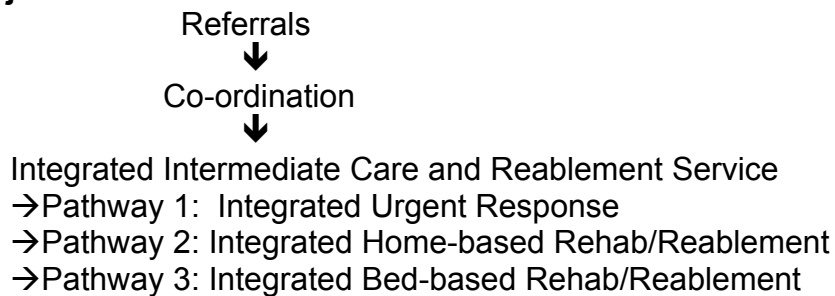 Referrals
🡻
Co-ordination
🡻
Integrated Intermediate Care and Reablement Service
→Pathway 1: Integrated Urgent Response
→Pathway 2: Integrated Home-based Rehab/Reablement
→Pathway 3: Integrated Bed-based Rehab/Reablement